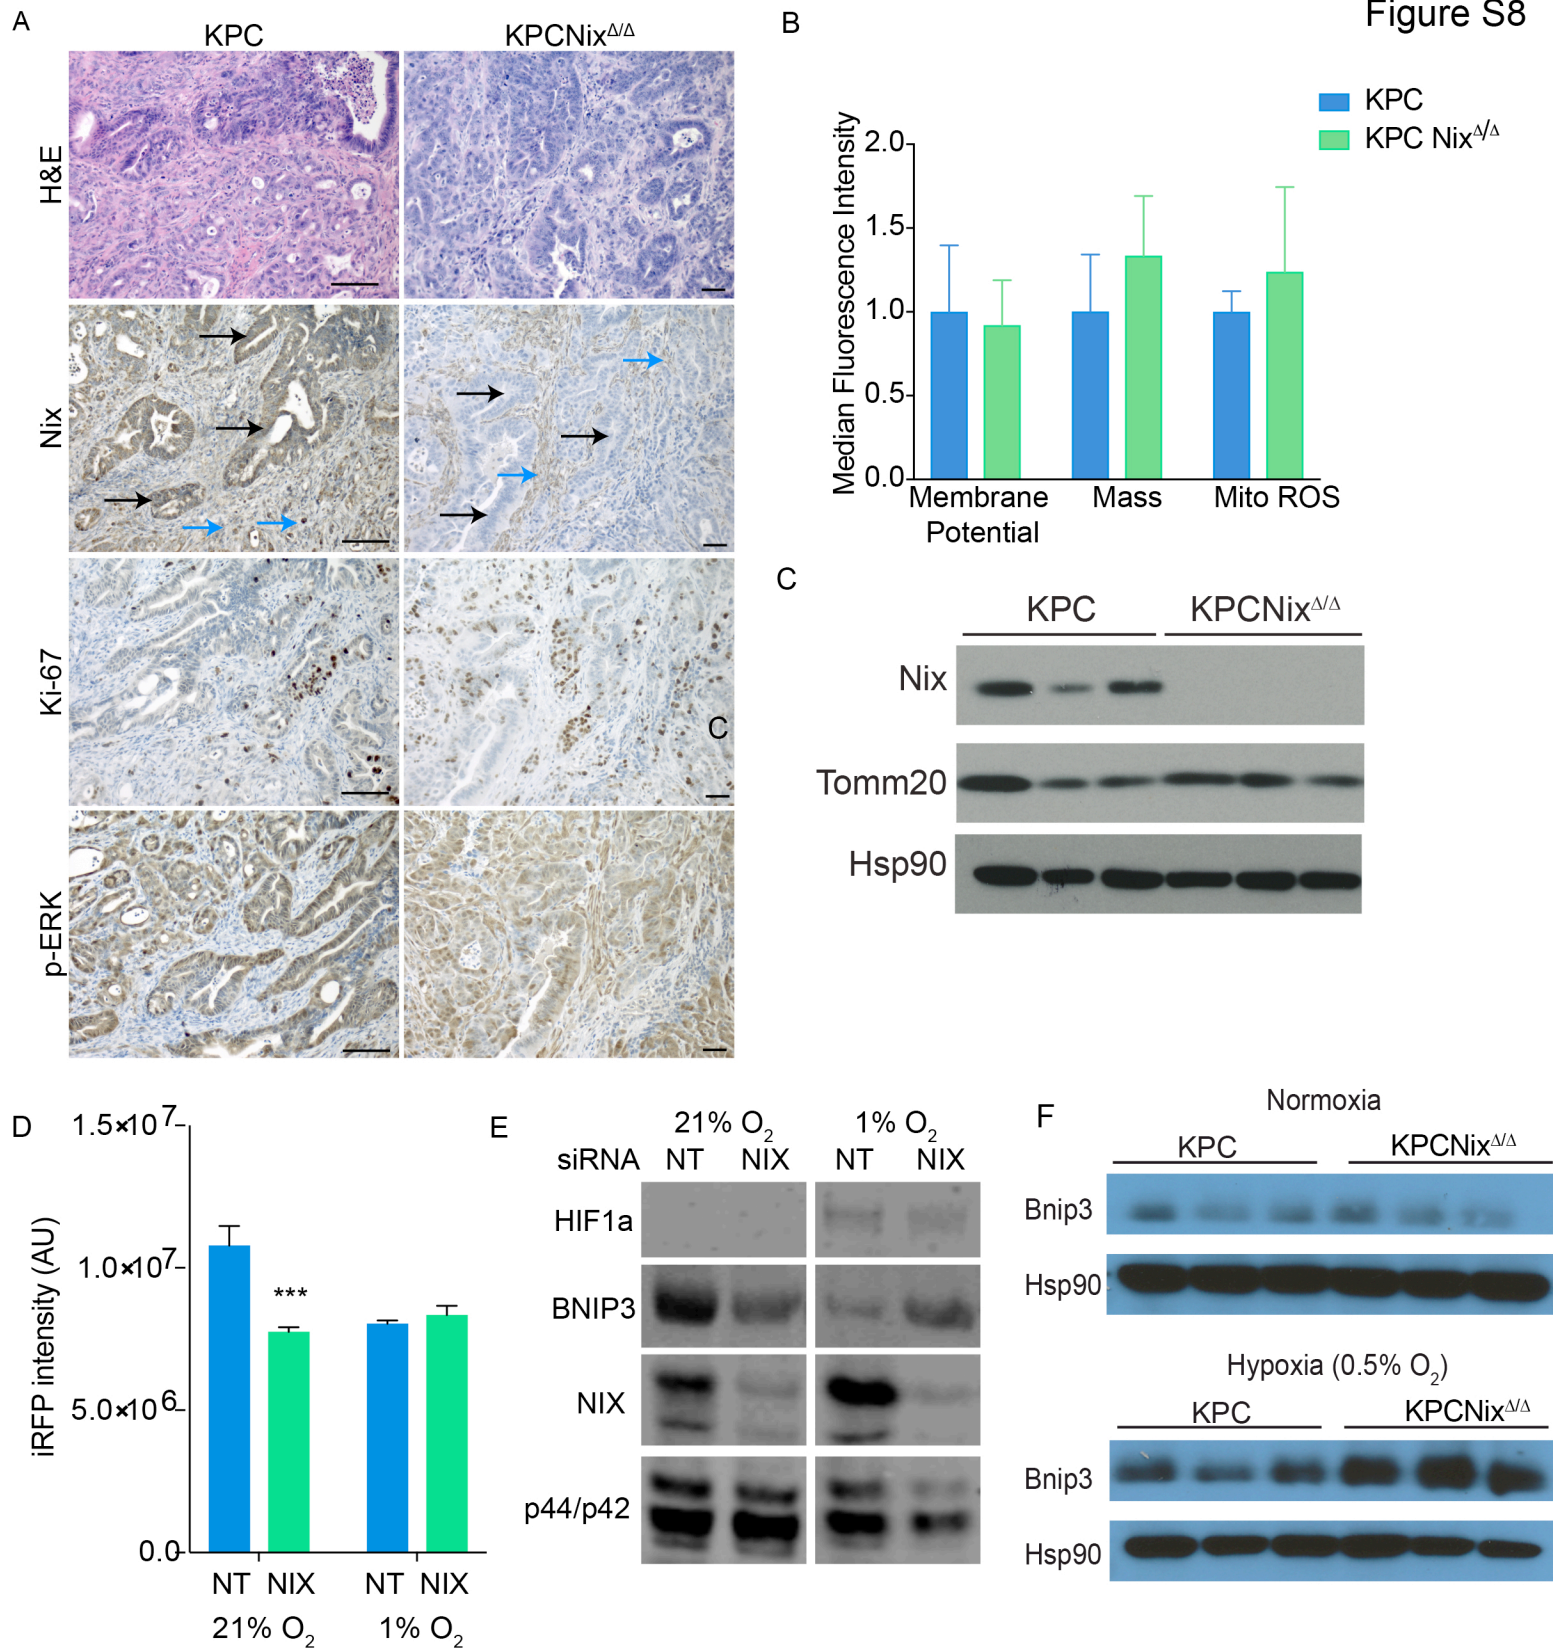 Figure S8
A
KPC KPCNixΔ/Δ
H&E
Nix
Ki-67
C
p-ERK
B
KPC
KPC NixΔ/Δ
Median Fluorescence Intensity
2.0
1.5
1.0
0.5
0.0
Membrane Potential
Mass
Mito ROS
C
KPC KPCNixΔ/Δ
Nix
Tomm20
Hsp90
D
iRFP intensity (AU)
1.5×10⁷
1.0×10⁷
5.0×10⁶
0.0
***
NT NIX NT NIX
21% O₂ 1% O₂
E
21% O₂ 1% O₂
siRNA NT NIX NT NIX
HIF1a
BNIP3
NIX
p44/p42
F
Normoxia
KPC KPCNixΔ/Δ
Bnip3
Hsp90
Hypoxia (0.5% O₂)
KPC KPCNixΔ/Δ
Bnip3
Hsp90